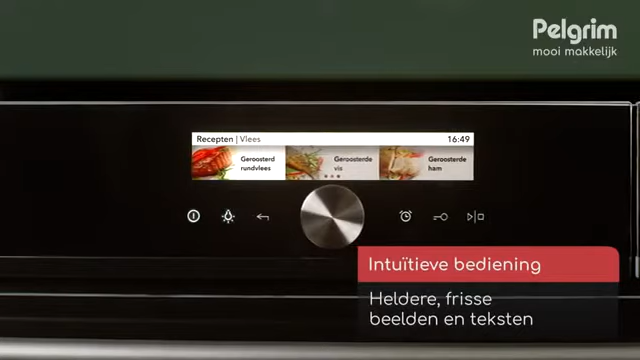 Pelgrim
mooi makkelijk
Recepten | Vlees 16:49
Geroosterd
rundvlees
Geroosterde
vis
Geroosterde
ham
Intuïtieve bediening
Heldere, frisse
beelden en teksten